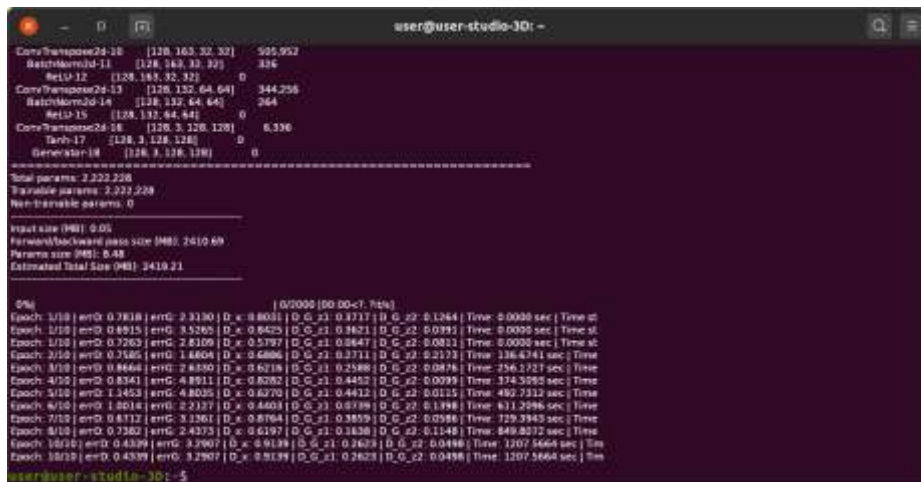 user@user-studio-3D: ~
ConvTranspose2d-10 [128, 163, 32, 32] 505,952
BatchNorm2d-11 [128, 163, 32, 32] 326
ReLU-12 [128, 163, 32, 32] 0
ConvTranspose2d-13 [128, 132, 64, 64] 344,256
BatchNorm2d-14 [128, 132, 64, 64] 264
ReLU-15 [128, 132, 64, 64] 0
ConvTranspose2d-16 [128, 3, 128, 128] 6,336
Tanh-17 [128, 3, 128, 128] 0
Generator-18 [128, 3, 128, 128] 0
Total params: 2,222,228
Trainable params: 2,222,228
Non-trainable params: 0
Input size (MB): 0.05
Forward/backward pass size (MB): 2410.69
Params size (MB): 8.48
Estimated Total Size (MB): 2419.21
0%| | 0/2000 [00:00<?, ?it/s]
Epoch: 1/10 | errD: 0.7818 | errG: 2.3130 | D_x: 0.8031 | D_G_z1: 0.3717 | D_G_z2: 0.1264 | Time: 0.0000 sec | Time st
Epoch: 1/10 | errD: 0.6915 | errG: 3.5265 | D_x: 0.8425 | D_G_z1: 0.3621 | D_G_z2: 0.0391 | Time: 0.0000 sec | Time st
Epoch: 1/10 | errD: 0.7263 | errG: 2.8109 | D_x: 0.5797 | D_G_z1: 0.0647 | D_G_z2: 0.0811 | Time: 0.0000 sec | Time st
Epoch: 2/10 | errD: 0.7585 | errG: 1.6804 | D_x: 0.6886 | D_G_z1: 0.2711 | D_G_z2: 0.2173 | Time: 136.6741 sec | Time
Epoch: 3/10 | errD: 0.8664 | errG: 2.6330 | D_x: 0.6216 | D_G_z1: 0.2588 | D_G_z2: 0.0876 | Time: 256.1727 sec | Time
Epoch: 4/10 | errD: 0.8341 | errG: 4.8911 | D_x: 0.8282 | D_G_z1: 0.4452 | D_G_z2: 0.0099 | Time: 374.5093 sec | Time
Epoch: 5/10 | errD: 1.1453 | errG: 4.8035 | D_x: 0.6270 | D_G_z1: 0.4412 | D_G_z2: 0.0115 | Time: 492.7312 sec | Time
Epoch: 6/10 | errD: 1.0014 | errG: 2.2127 | D_x: 0.4403 | D_G_z1: 0.0739 | D_G_z2: 0.1398 | Time: 611.2096 sec | Time
Epoch: 7/10 | errD: 0.6712 | errG: 3.1361 | D_x: 0.8764 | D_G_z1: 0.3859 | D_G_z2: 0.0586 | Time: 729.9845 sec | Time
Epoch: 8/10 | errD: 0.7382 | errG: 2.4373 | D_x: 0.6197 | D_G_z1: 0.1638 | D_G_z2: 0.1148 | Time: 849.8072 sec | Time
Epoch: 10/10 | errD: 0.4339 | errG: 3.2907 | D_x: 0.9139 | D_G_z1: 0.2623 | D_G_z2: 0.0498 | Time: 1207.5664 sec | Tim
Epoch: 10/10 | errD: 0.4339 | errG: 3.2907 | D_x: 0.9139 | D_G_z1: 0.2623 | D_G_z2: 0.0498 | Time: 1207.5664 sec | Tim
user@user-studio-3D:~$